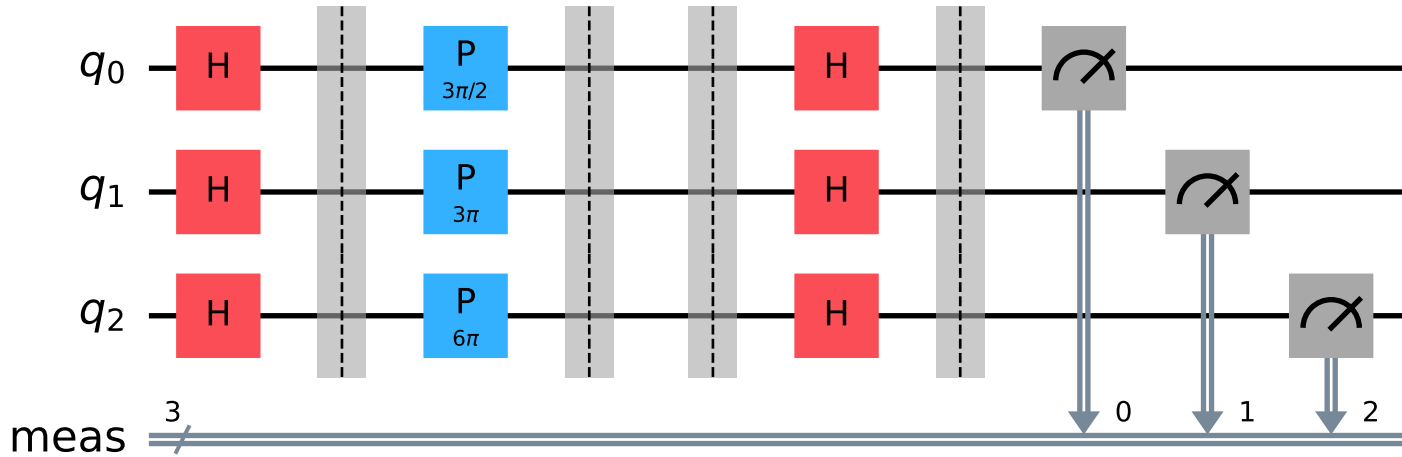 q0 H P 3π/2 H
q1 H P 3π H
q2 H P 6π H
meas 3 0 1 2